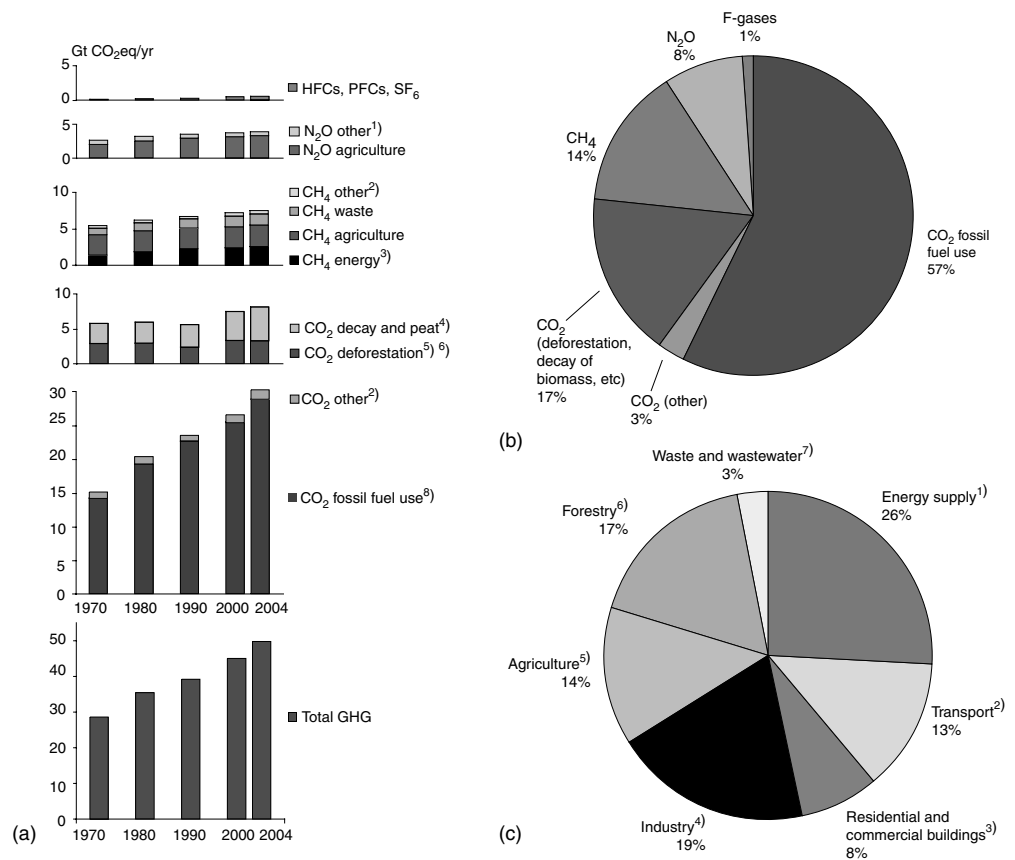 Gt CO₂eq/yr
5
0
HFCs, PFCs, SF₆
5
0
N₂O other¹⁾
N₂O agriculture
10
5
0
CH₄ other²⁾
CH₄ waste
CH₄ agriculture
CH₄ energy³⁾
10
5
0
CO₂ decay and peat⁴⁾
CO₂ deforestation⁵⁾ ⁶⁾
30
25
20
15
10
5
0
CO₂ other²⁾
CO₂ fossil fuel use⁸⁾
1970 1980 1990 2000 2004
50
40
30
20
10
0
Total GHG
1970 1980 1990 2000 2004
(a)
F-gases
1%
N₂O
8%
CH₄
14%
CO₂ fossil
fuel use
57%
CO₂
(deforestation,
decay of
biomass, etc)
17%
CO₂ (other)
3%
(b)
Waste and wastewater⁷⁾
3%
Energy supply¹⁾
26%
Forestry⁶⁾
17%
Agriculture⁵⁾
14%
Transport²⁾
13%
Industry⁴⁾
19%
Residential and
commercial buildings³⁾
8%
(c)